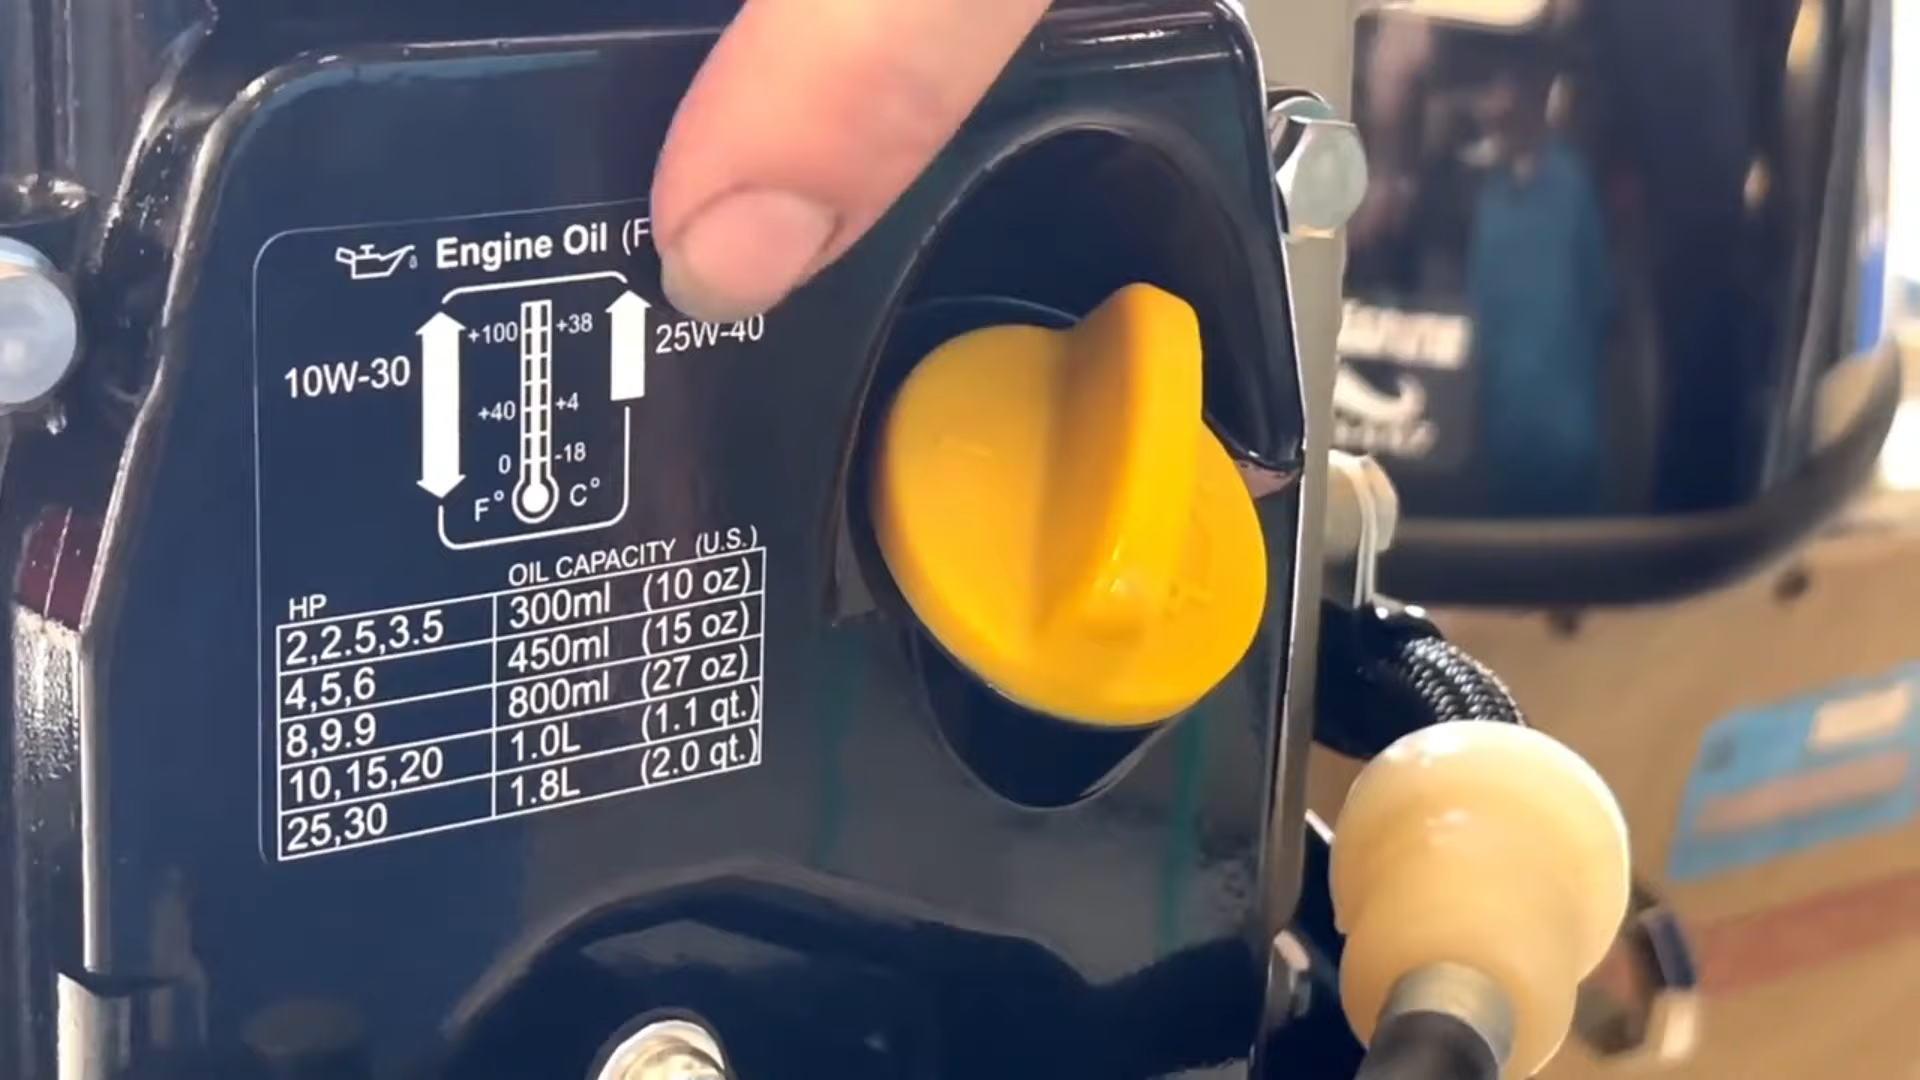 Engine Oil (F
+100 +38
10W-30 25W-40
+40 +4
0 -18
F° C°
HP OIL CAPACITY (U.S.)
2,2.5,3.5 300ml (10 oz)
4,5,6 450ml (15 oz)
8,9.9 800ml (27 oz)
10,15,20 1.0L (1.1 qt.)
25,30 1.8L (2.0 qt.)